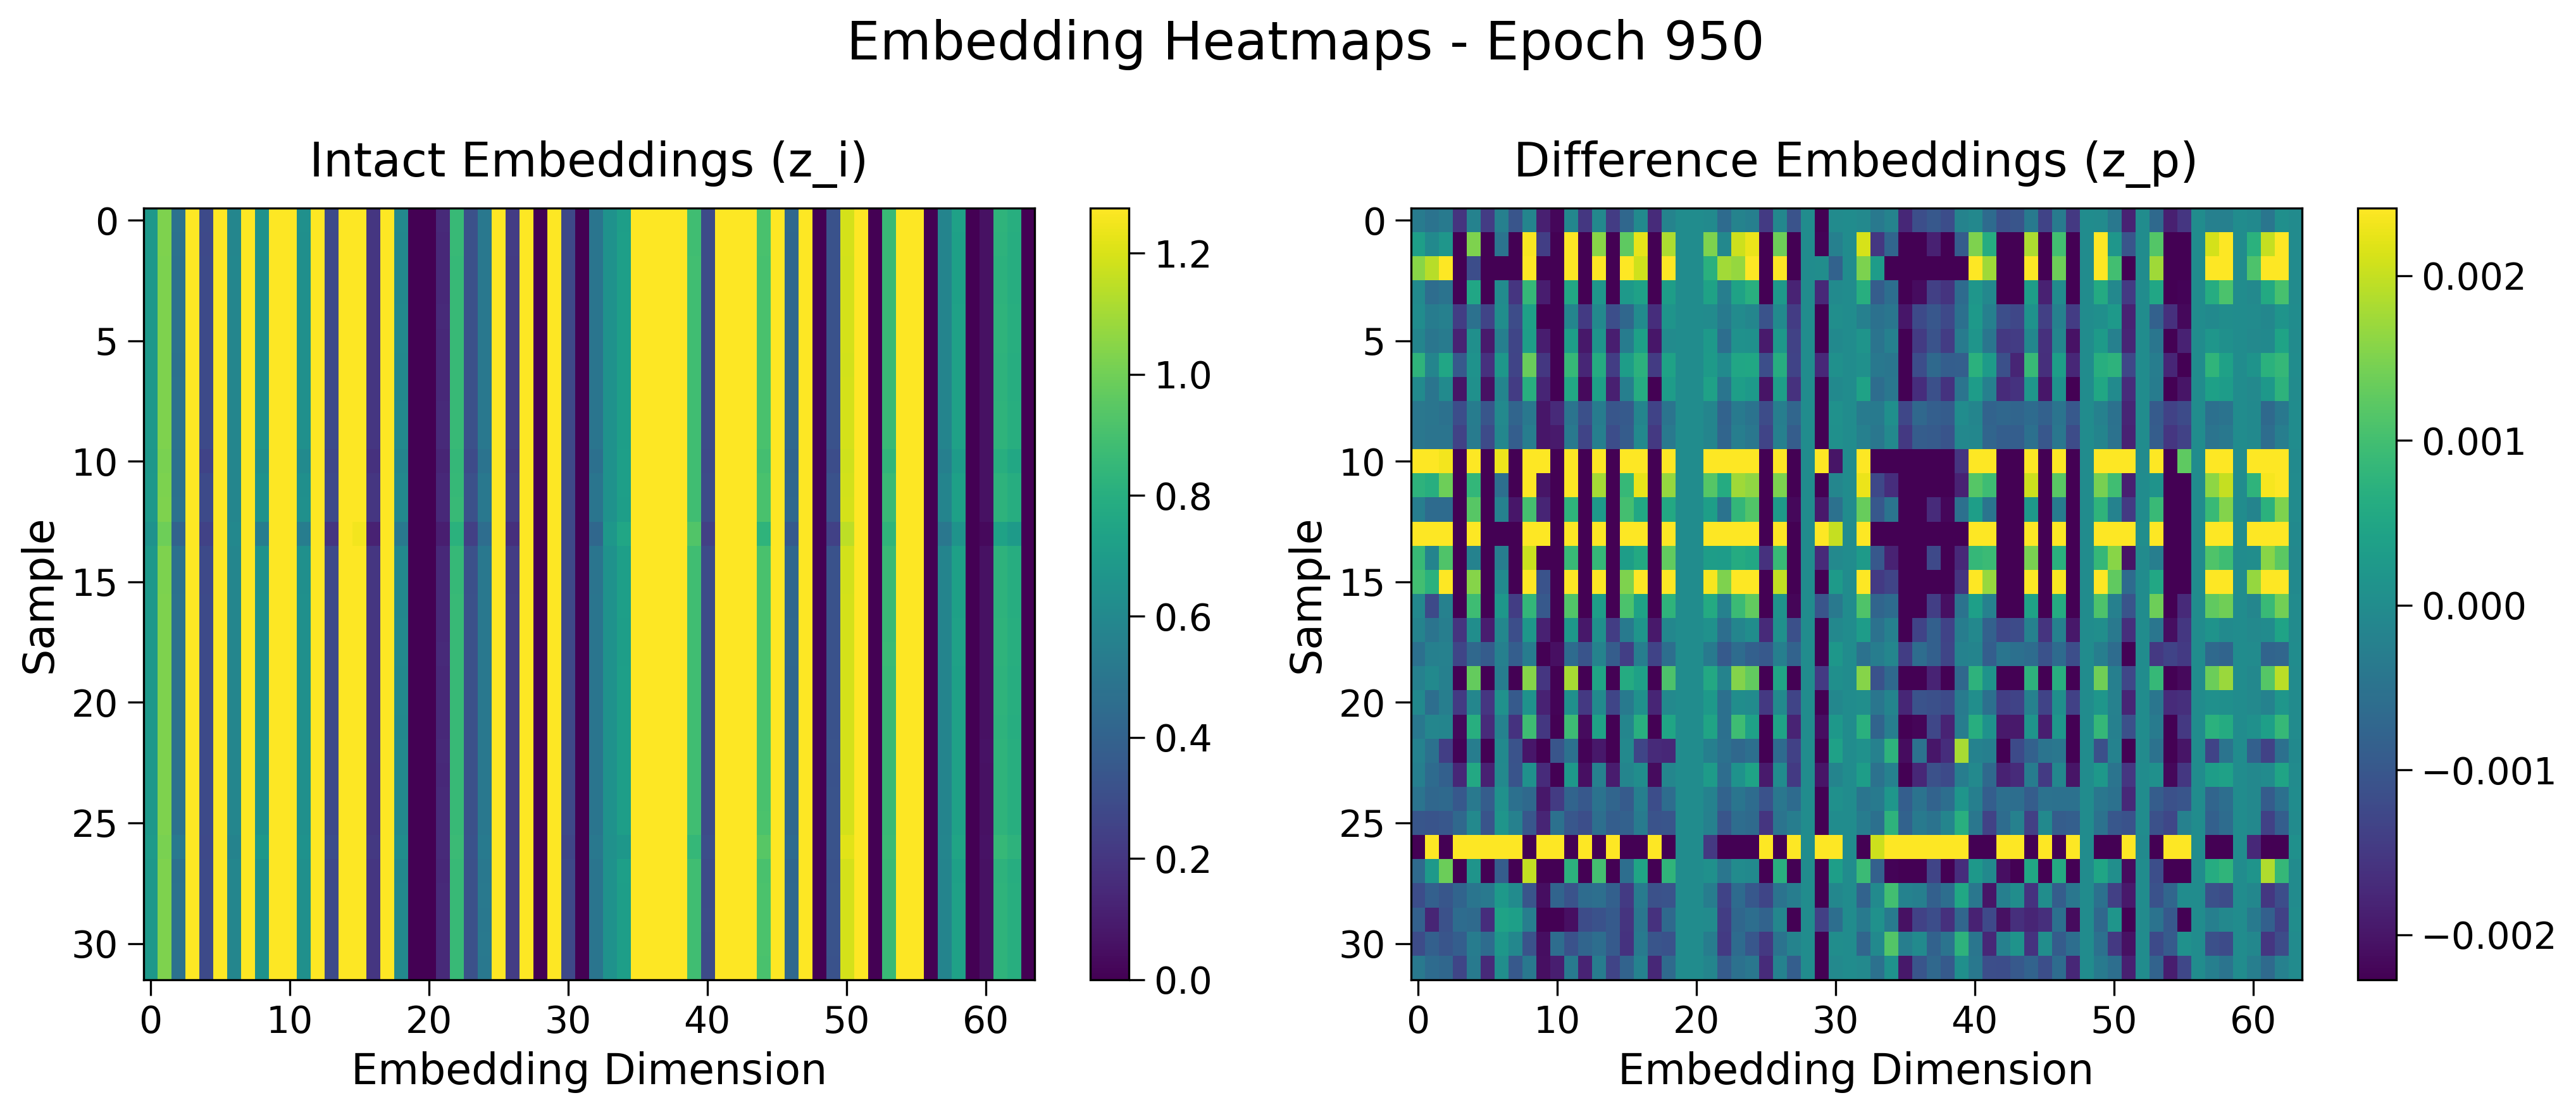 Embedding Heatmaps - Epoch 950
Intact Embeddings (z_i)
0
5
10
15
20
25
30
Sample
0 10 20 30 40 50 60
Embedding Dimension
1.2
1.0
0.8
0.6
0.4
0.2
0.0
Difference Embeddings (z_p)
0
5
10
15
20
25
30
Sample
0 10 20 30 40 50 60
Embedding Dimension
0.002
0.001
0.000
−0.001
−0.002